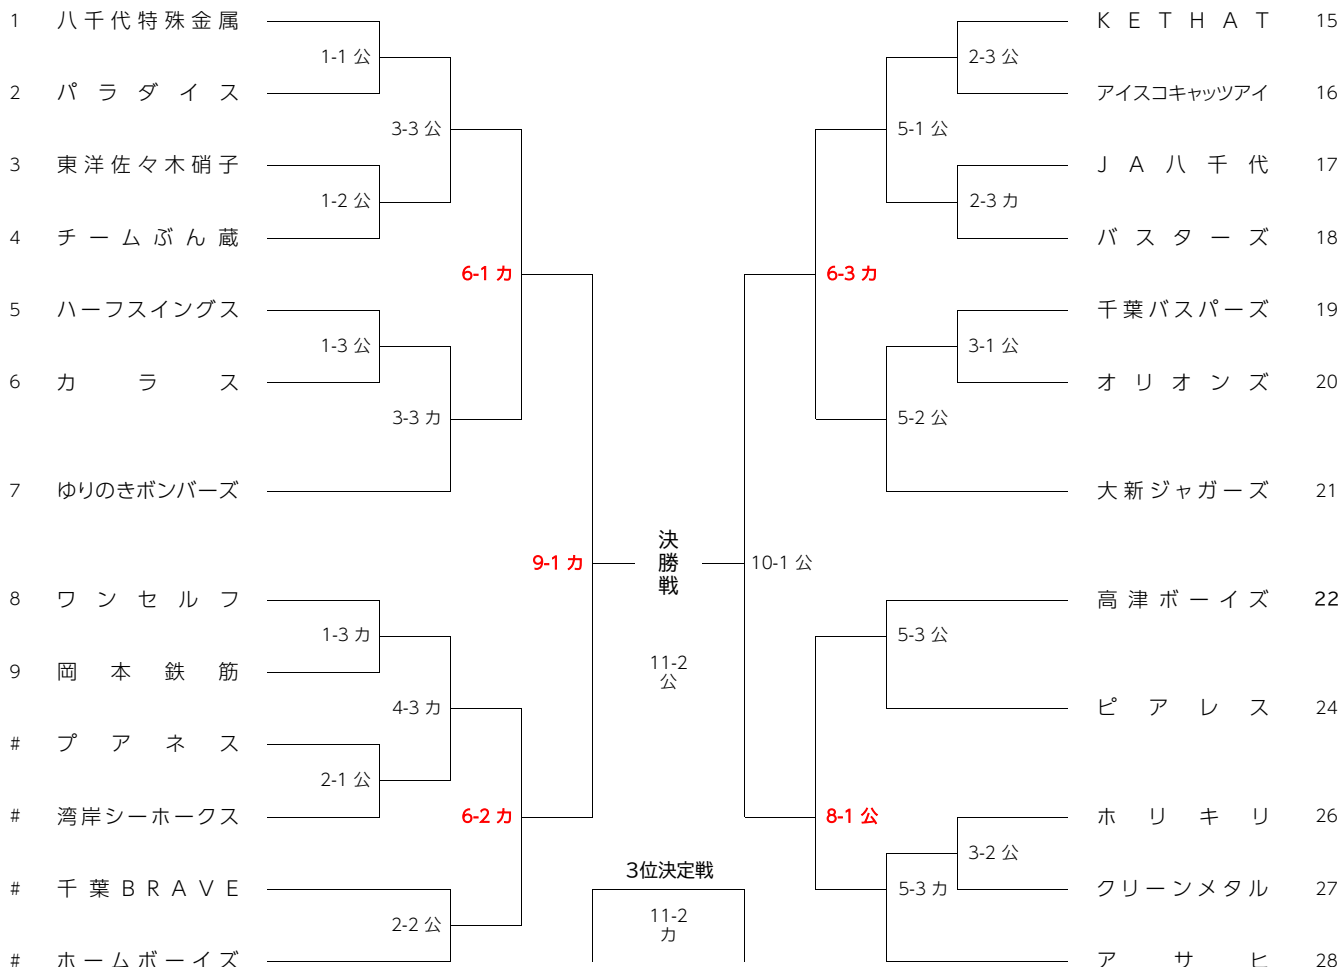 1 八千代特殊金属
1-1 公
2 パラダイス
3-3 公
3 東洋佐々木硝子
1-2 公
4 チームぶん蔵
6-1 カ
5 ハーフスイングス
1-3 公
6 カラス
3-3 カ
7 ゆりのきボンバーズ
9-1 カ
8 ワンセルフ
1-3 カ
9 岡本鉄筋
4-3 カ
# プアネス
2-1 公
# 湾岸シーホークス
6-2 カ
# 千葉BRAVE
2-2 公
# ホームボーイズ
決勝戦
11-2
公
3位決定戦
11-2
カ
KETHAT 15
2-3 公
アイスコキャッツアイ 16
5-1 公
JA八千代 17
2-3 カ
バスターズ 18
6-3 カ
千葉バスパーズ 19
3-1 公
オリオンズ 20
5-2 公
大新ジャガーズ 21
10-1 公
高津ボーイズ 22
5-3 公
ピアレス 24
8-1 公
ホリキリ 26
3-2 公
クリーンメタル 27
5-3 カ
アサヒ 28